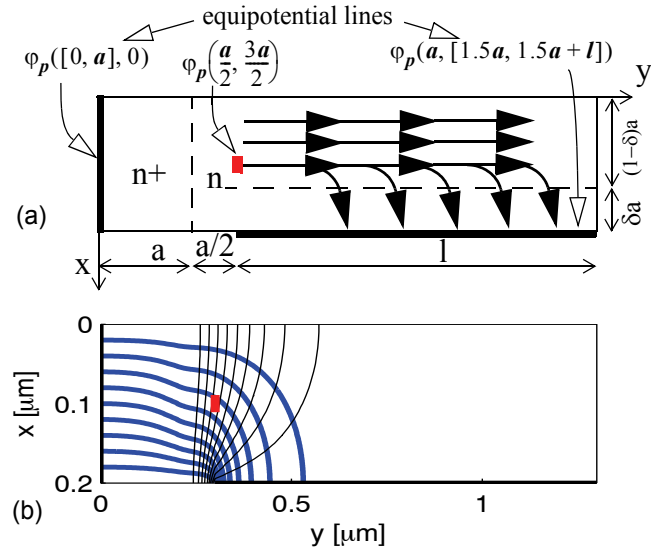 equipotential lines
(a)
φp([0, a], 0)
φp(a/2, 3a/2)
φp(a, [1.5a, 1.5a + l])
y
n+
n
(1−δ)a
δa
x
a
a/2
l
(b)
x [μm]
0
0.1
0.2
0
0.5
1
y [μm]